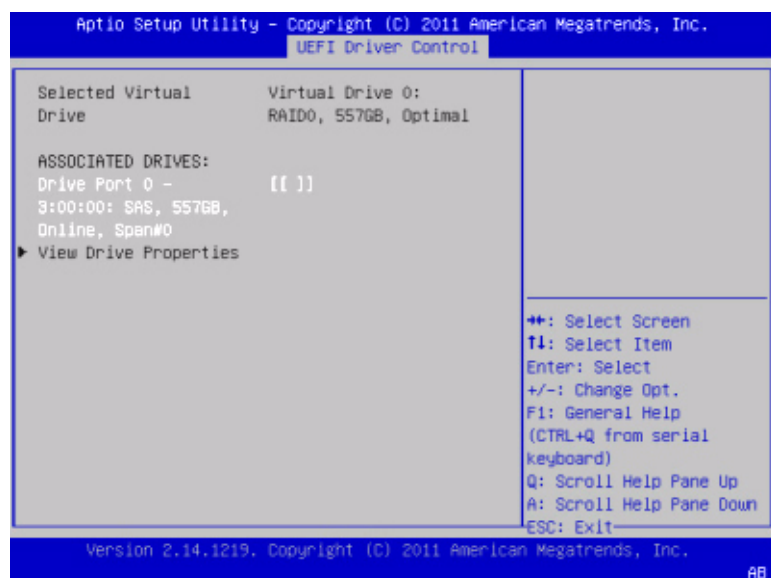 Aptio Setup Utility - Copyright (C) 2011 American Megatrends, Inc.
UEFI Driver Control
Selected Virtual Virtual Drive 0:
Drive RAID0, 557GB, Optimal
ASSOCIATED DRIVES:
Drive Port 0 - [[ ]]
3:00:00: SAS, 557GB,
Online, Span#0
► View Drive Properties
→←: Select Screen
↑↓: Select Item
Enter: Select
+/-: Change Opt.
F1: General Help
(CTRL+Q from serial
keyboard)
Q: Scroll Help Pane Up
A: Scroll Help Pane Down
ESC: Exit
Version 2.14.1219. Copyright (C) 2011 American Megatrends, Inc.
AB